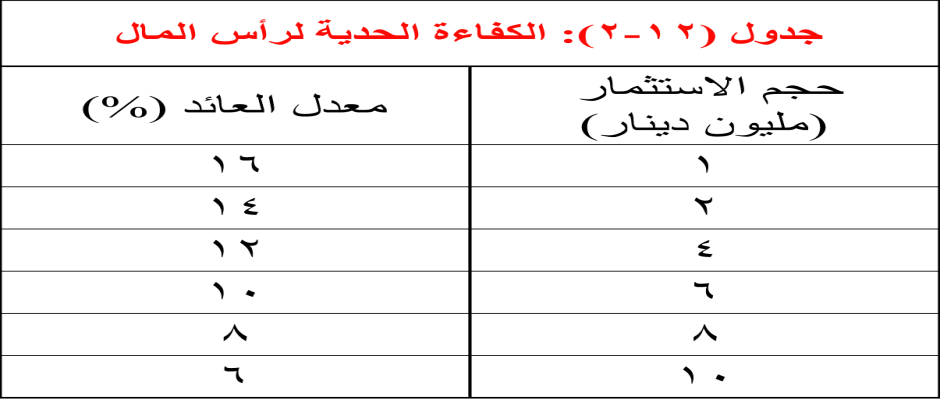 جدول (١٢-٢): الكفاءة الحدية لرأس المال
حجم الاستثمار
(مليون دينار)
معدل العائد (%)
١ ١٦
٢ ١٤
٤ ١٢
٦ ١٠
٨ ٨
١٠ ٦